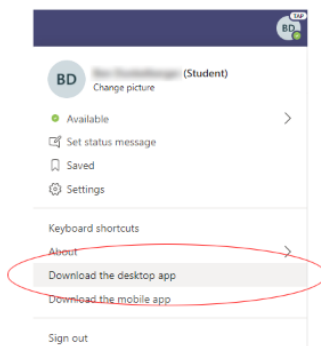 TAP
BD
BD
(Student)
Change picture
Available
Set status message
Saved
Settings
Keyboard shortcuts
About
Download the desktop app
Download the mobile app
Sign out